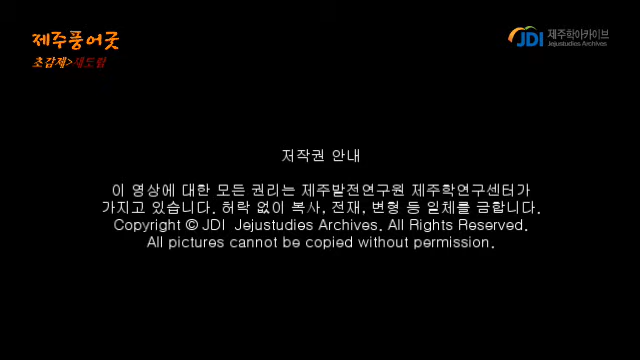 제주풍어굿
초감제>새도림
JDI 제주학아카이브
Jejustudies Archives
저작권 안내
이 영상에 대한 모든 권리는 제주발전연구원 제주학연구센터가
가지고 있습니다. 허락 없이 복사, 전재, 변형 등 일체를 금합니다.
Copyright © JDI Jejustudies Archives. All Rights Reserved.
All pictures cannot be copied without permission.